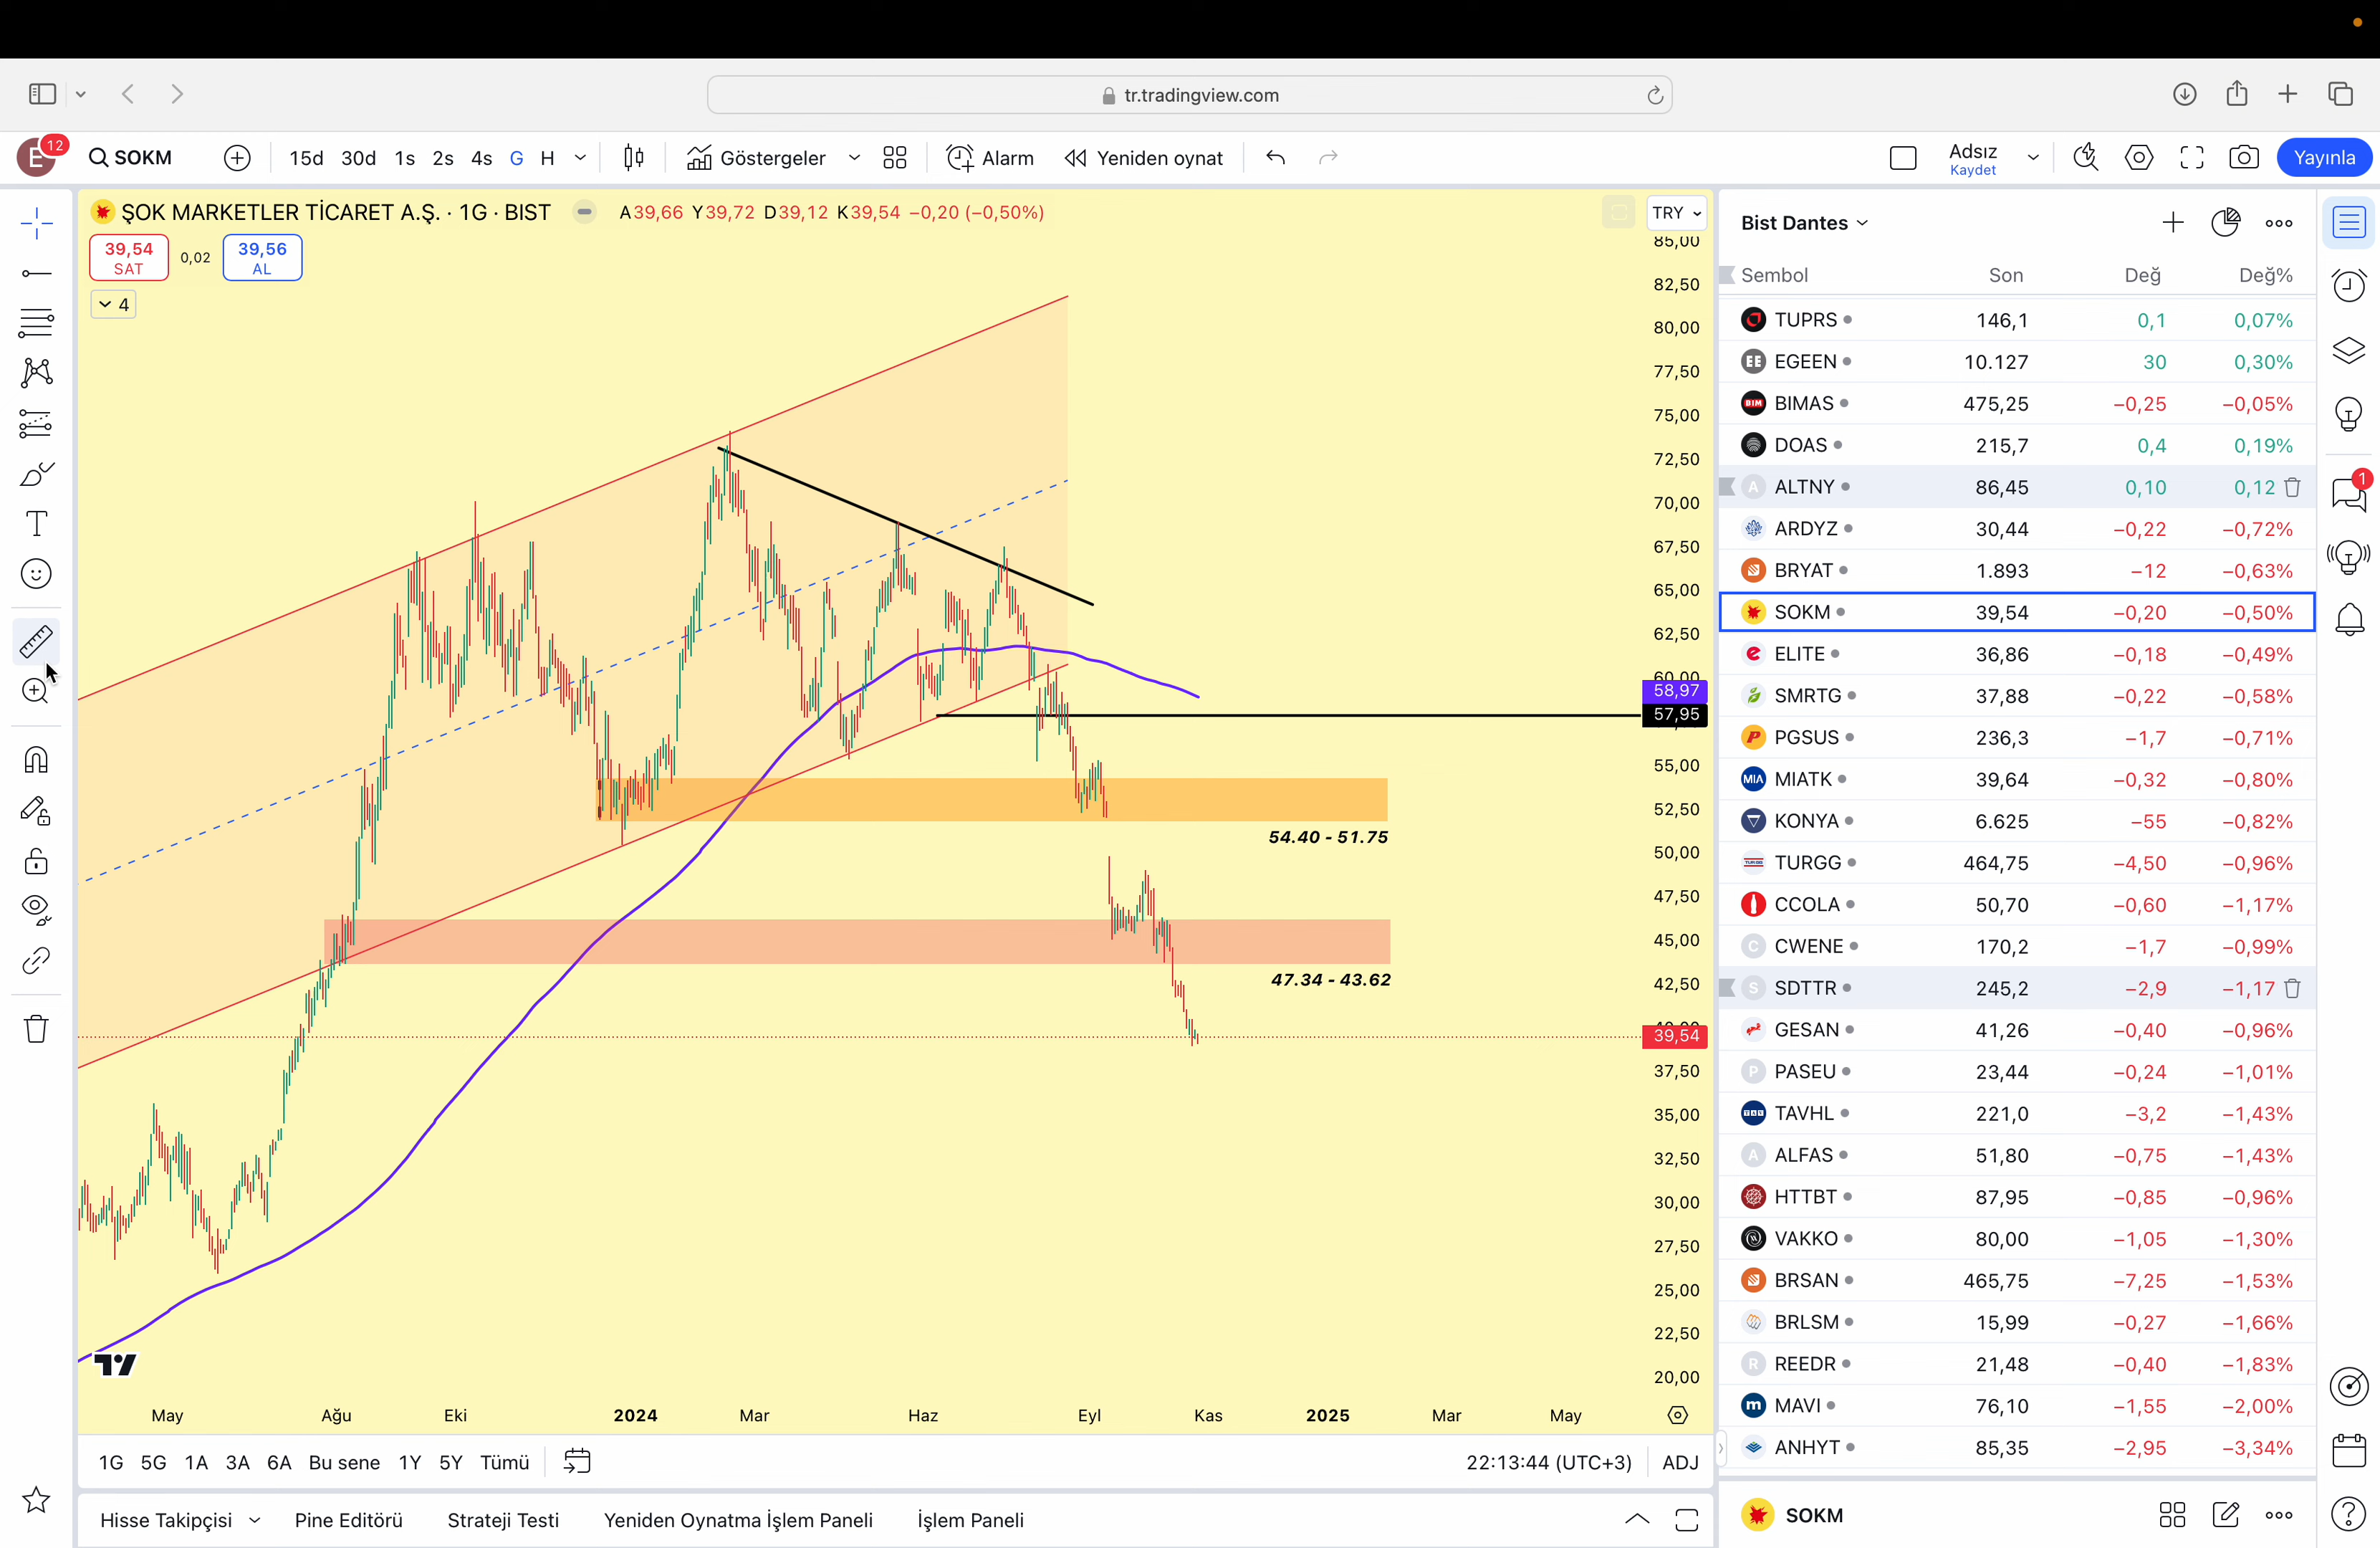 tr.tradingview.com
E 12 SOKM 15d 30d 1s 2s 4s G H Göstergeler Alarm Yeniden oynat Adsız Kaydet Yayınla
ŞOK MARKETLER TİCARET A.Ş. · 1G · BIST A39,66 Y39,72 D39,12 K39,54 −0,20 (−0,50%)
39,54 SAT 0,02 39,56 AL
4
TRY
85,00
82,50
80,00
77,50
75,00
72,50
70,00
67,50
65,00
62,50
60,00
58,97
57,95
55,00
52,50
54.40 - 51.75
50,00
47,50
45,00
47.34 - 43.62
42,50
39,54
37,50
35,00
32,50
30,00
27,50
25,00
22,50
20,00
May Ağu Eki 2024 Mar Haz Eyl Kas 2025 Mar May
1G 5G 1A 3A 6A Bu sene 1Y 5Y Tümü 22:13:44 (UTC+3) ADJ
Hisse Takipçisi Pine Editörü Strateji Testi Yeniden Oynatma İşlem Paneli İşlem Paneli
Bist Dantes
Sembol Son Değ Değ%
TUPRS 146,1 0,1 0,07%
EE EGEEN 10.127 30 0,30%
BIM BIMAS 475,25 −0,25 −0,05%
DOAS 215,7 0,4 0,19%
A ALTNY 86,45 0,10 0,12
ARDYZ 30,44 −0,22 −0,72%
BRYAT 1.893 −12 −0,63%
SOKM 39,54 −0,20 −0,50%
e ELITE 36,86 −0,18 −0,49%
SMRTG 37,88 −0,22 −0,58%
P PGSUS 236,3 −1,7 −0,71%
MIA MIATK 39,64 −0,32 −0,80%
KONYA 6.625 −55 −0,82%
TURGG 464,75 −4,50 −0,96%
CCOLA 50,70 −0,60 −1,17%
C CWENE 170,2 −1,7 −0,99%
S SDTTR 245,2 −2,9 −1,17
GESAN 41,26 −0,40 −0,96%
P PASEU 23,44 −0,24 −1,01%
TAV TAVHL 221,0 −3,2 −1,43%
A ALFAS 51,80 −0,75 −1,43%
HTTBT 87,95 −0,85 −0,96%
VAKKO 80,00 −1,05 −1,30%
BRSAN 465,75 −7,25 −1,53%
BRLSM 15,99 −0,27 −1,66%
R REEDR 21,48 −0,40 −1,83%
m MAVI 76,10 −1,55 −2,00%
ANHYT 85,35 −2,95 −3,34%
SOKM
1